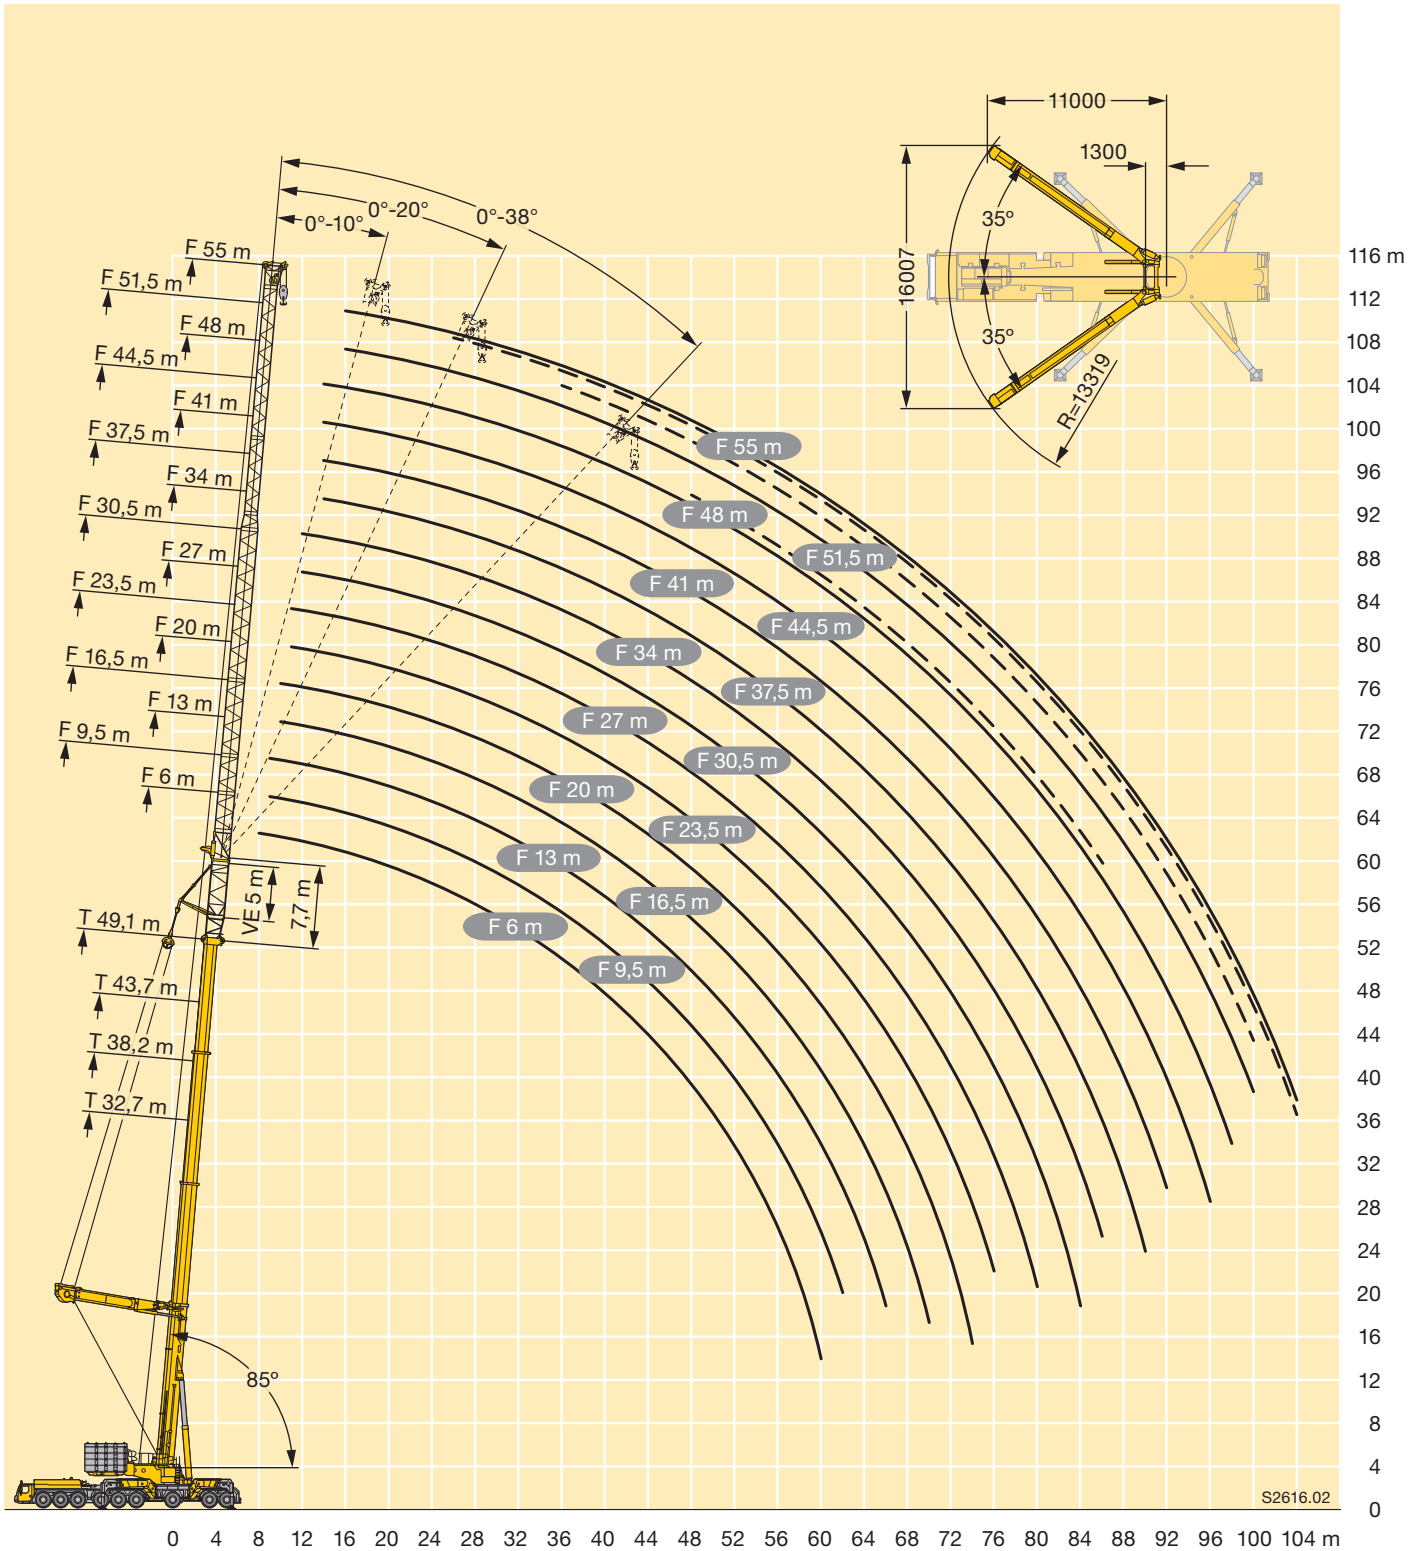 11000
1300
35°
16007
35°
R=13319
0°-38°
0°-20°
0°-10°
F 55 m
F 51,5 m
F 48 m
F 44,5 m
F 41 m
F 37,5 m
F 34 m
F 30,5 m
F 27 m
F 23,5 m
F 20 m
F 16,5 m
F 13 m
F 9,5 m
F 6 m
VE 5 m
7,7 m
T 49,1 m
T 43,7 m
T 38,2 m
T 32,7 m
85°
F 55 m
F 48 m
F 51,5 m
F 41 m
F 44,5 m
F 34 m
F 37,5 m
F 27 m
F 30,5 m
F 20 m
F 23,5 m
F 13 m
F 16,5 m
F 6 m
F 9,5 m
116 m
112
108
104
100
96
92
88
84
80
76
72
68
64
60
56
52
48
44
40
36
32
28
24
20
16
12
8
4
0
S2616.02
0 4 8 12 16 20 24 28 32 36 40 44 48 52 56 60 64 68 72 76 80 84 88 92 96 100 104 m